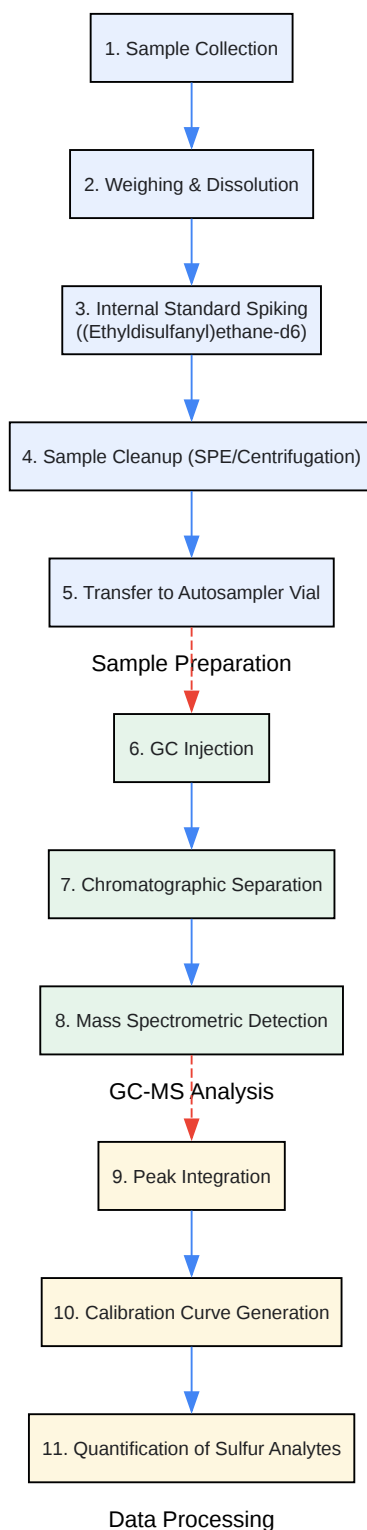 1. Sample Collection
2. Weighing & Dissolution
3. Internal Standard Spiking
((Ethyldisulfanyl)ethane-d6)
4. Sample Cleanup (SPE/Centrifugation)
5. Transfer to Autosampler Vial
Sample Preparation
6. GC Injection
7. Chromatographic Separation
8. Mass Spectrometric Detection
GC-MS Analysis
9. Peak Integration
10. Calibration Curve Generation
11. Quantification of Sulfur Analytes
Data Processing